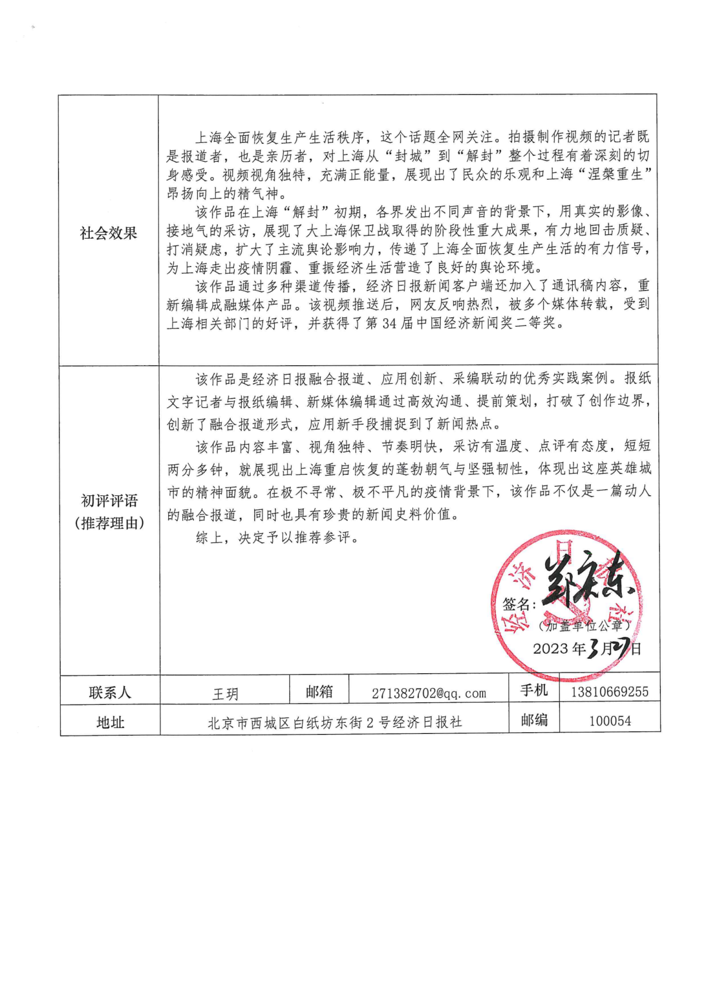 社会效果
上海全面恢复生产生活秩序，这个话题全网关注。拍摄制作视频的记者既
是报道者，也是亲历者，对上海从“封城”到“解封”整个过程有着深刻的切
身感受。视频视角独特，充满正能量，展现出了民众的乐观和上海“涅槃重生”
昂扬向上的精气神。
该作品在上海“解封”初期，各界发出不同声音的背景下，用真实的影像、
接地气的采访，展现了大上海保卫战取得的阶段性重大成果，有力地回击质疑、
打消疑虑，扩大了主流舆论影响力，传递了上海全面恢复生产生活的有力信号，
为上海走出疫情阴霾、重振经济生活营造了良好的舆论环境。
该作品通过多种渠道传播，经济日报新闻客户端还加入了通讯稿内容，重
新编辑成融媒体产品。该视频推送后，网友反响热烈，被多个媒体转载，受到
上海相关部门的好评，并获得了第 34 届中国经济新闻奖二等奖。
初评评语
（推荐理由）
该作品是经济日报融合报道、应用创新、采编联动的优秀实践案例。报纸
文字记者与报纸编辑、新媒体编辑通过高效沟通、提前策划，打破了创作边界，
创新了融合报道形式，应用新手段捕捉到了新闻热点。
该作品内容丰富、视角独特、节奏明快，采访有温度、点评有态度，短短
两分多钟，就展现出上海重启恢复的蓬勃朝气与坚强韧性，体现出这座英雄城
市的精神面貌。在极不寻常、极不平凡的疫情背景下，该作品不仅是一篇动人
的融合报道，同时也具有珍贵的新闻史料价值。
综上，决定予以推荐参评。
经济日报社
签名：郑庆东
（加盖单位公章）
2023 年 3 月 27 日
联系人 王玥 邮箱 271382702@qq.com 手机 13810669255
地址 北京市西城区白纸坊东街 2 号经济日报社 邮编 100054